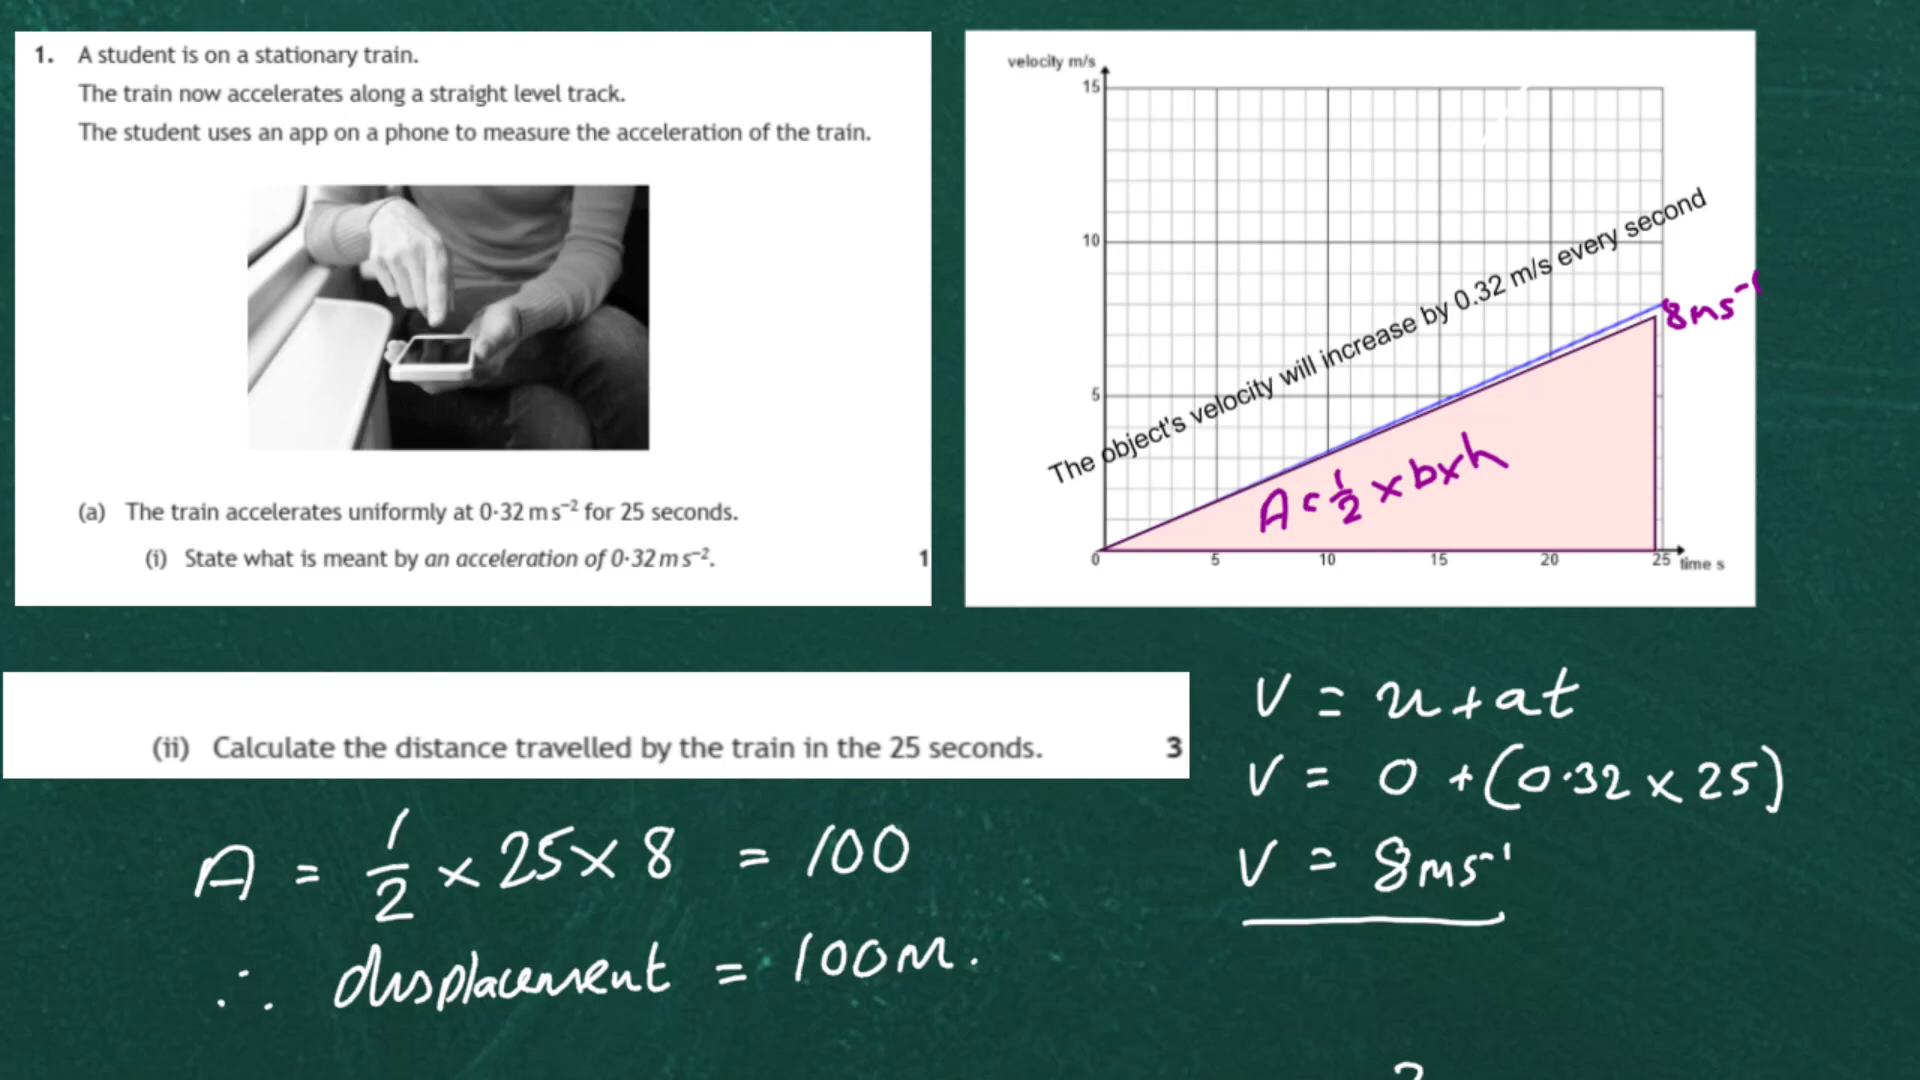 1. A student is on a stationary train.
The train now accelerates along a straight level track.
The student uses an app on a phone to measure the acceleration of the train.
(a) The train accelerates uniformly at 0·32 m s⁻² for 25 seconds.
(i) State what is meant by an acceleration of 0·32 m s⁻². 1
velocity m/s
15
10
5
0 5 10 15 20 25 time s
The object's velocity will increase by 0.32 m/s every second
8ms⁻¹
A = ½ × b × h
(ii) Calculate the distance travelled by the train in the 25 seconds. 3
A = ½ × 25 × 8 = 100
∴ displacement = 100m.
V = u + at
V = 0 + (0.32 × 25)
V = 8ms⁻¹